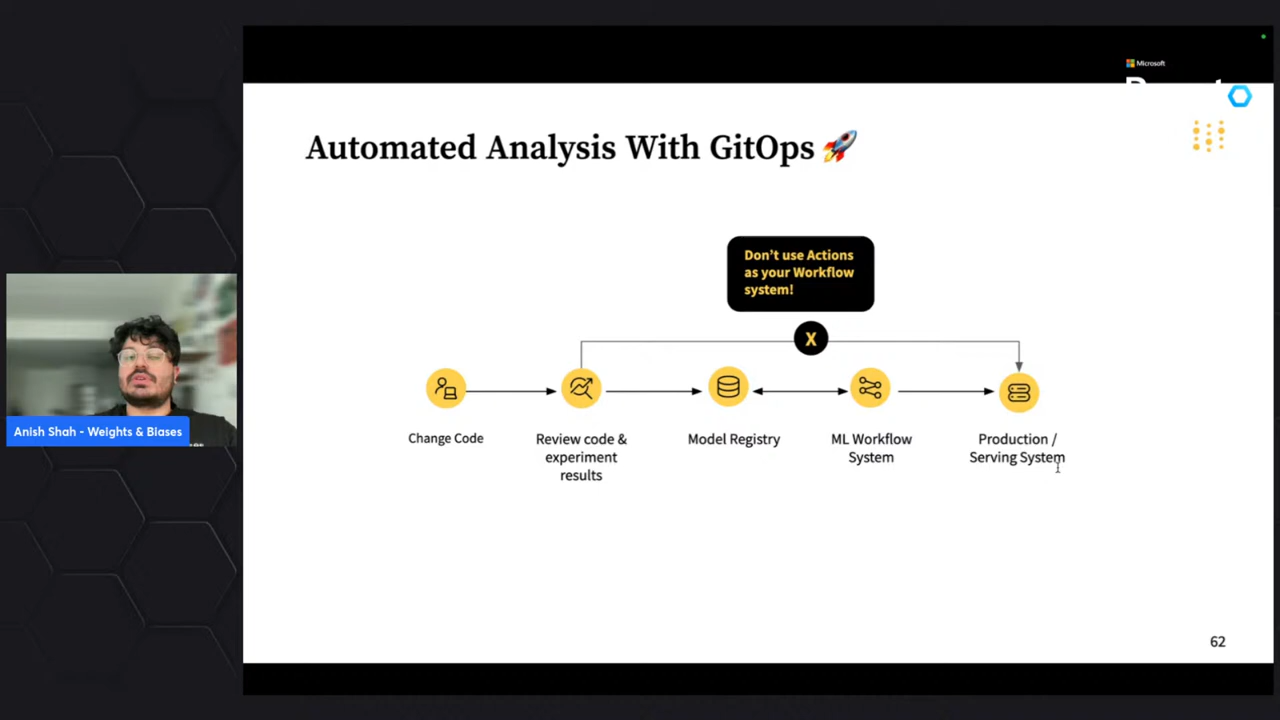 Microsoft
Automated Analysis With GitOps 🚀
Don't use Actions
as your Workflow
system!
X
Change Code
Review code &
experiment
results
Model Registry
ML Workflow
System
Production /
Serving System
Anish Shah - Weights & Biases
62